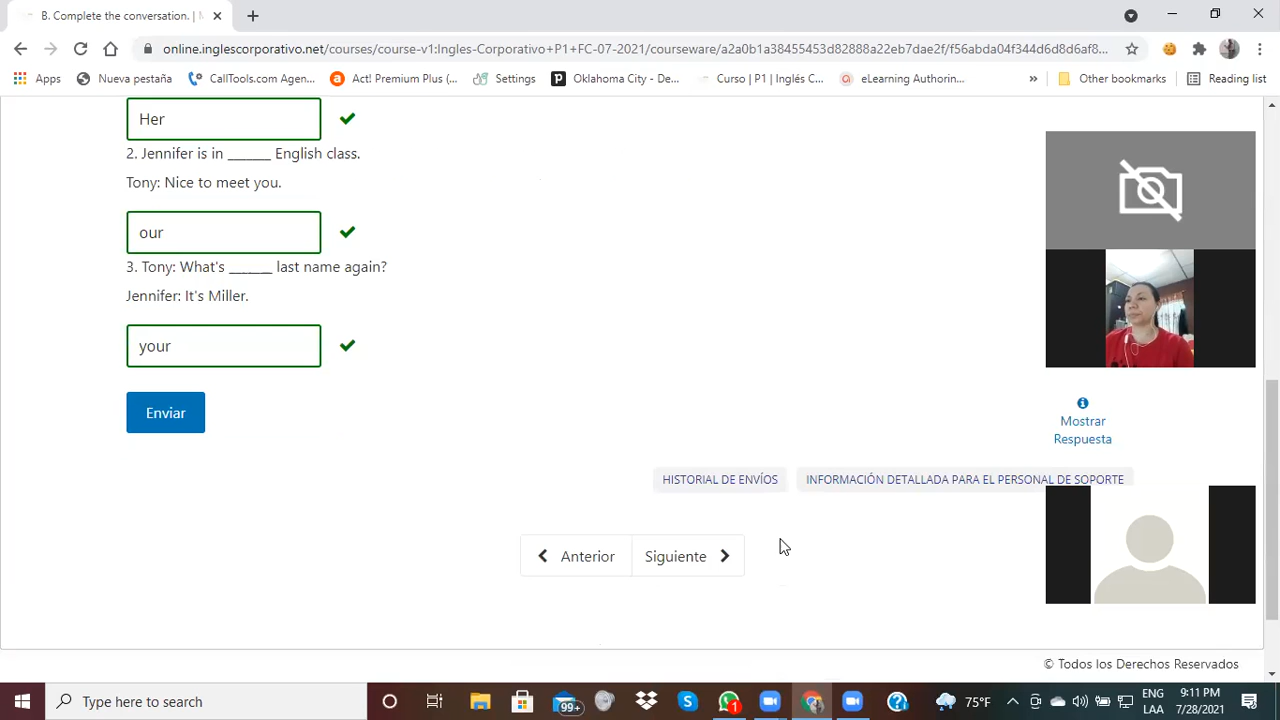 B. Complete the conversation. | M
online.inglescorporativo.net/courses/course-v1:Ingles-Corporativo+P1+FC-07-2021/courseware/a2a0b1a38455453d82888a22eb7dae2f/f56abda04f344d6d8d6af8...
Apps Nueva pestaña CallTools.com Agen... Act! Premium Plus (... Settings Oklahoma City - De... Curso | P1 | Inglés C... eLearning Authorin... » Other bookmarks Reading list
Her
2. Jennifer is in ______ English class.
Tony: Nice to meet you.
our
3. Tony: What's ______ last name again?
Jennifer: It's Miller.
your
Enviar
Mostrar
Respuesta
HISTORIAL DE ENVÍOS INFORMACIÓN DETALLADA PARA EL PERSONAL DE SOPORTE
Anterior Siguiente
© Todos los Derechos Reservados
Type here to search 99+ 1 75°F ENG 9:11 PM
LAA 7/28/2021